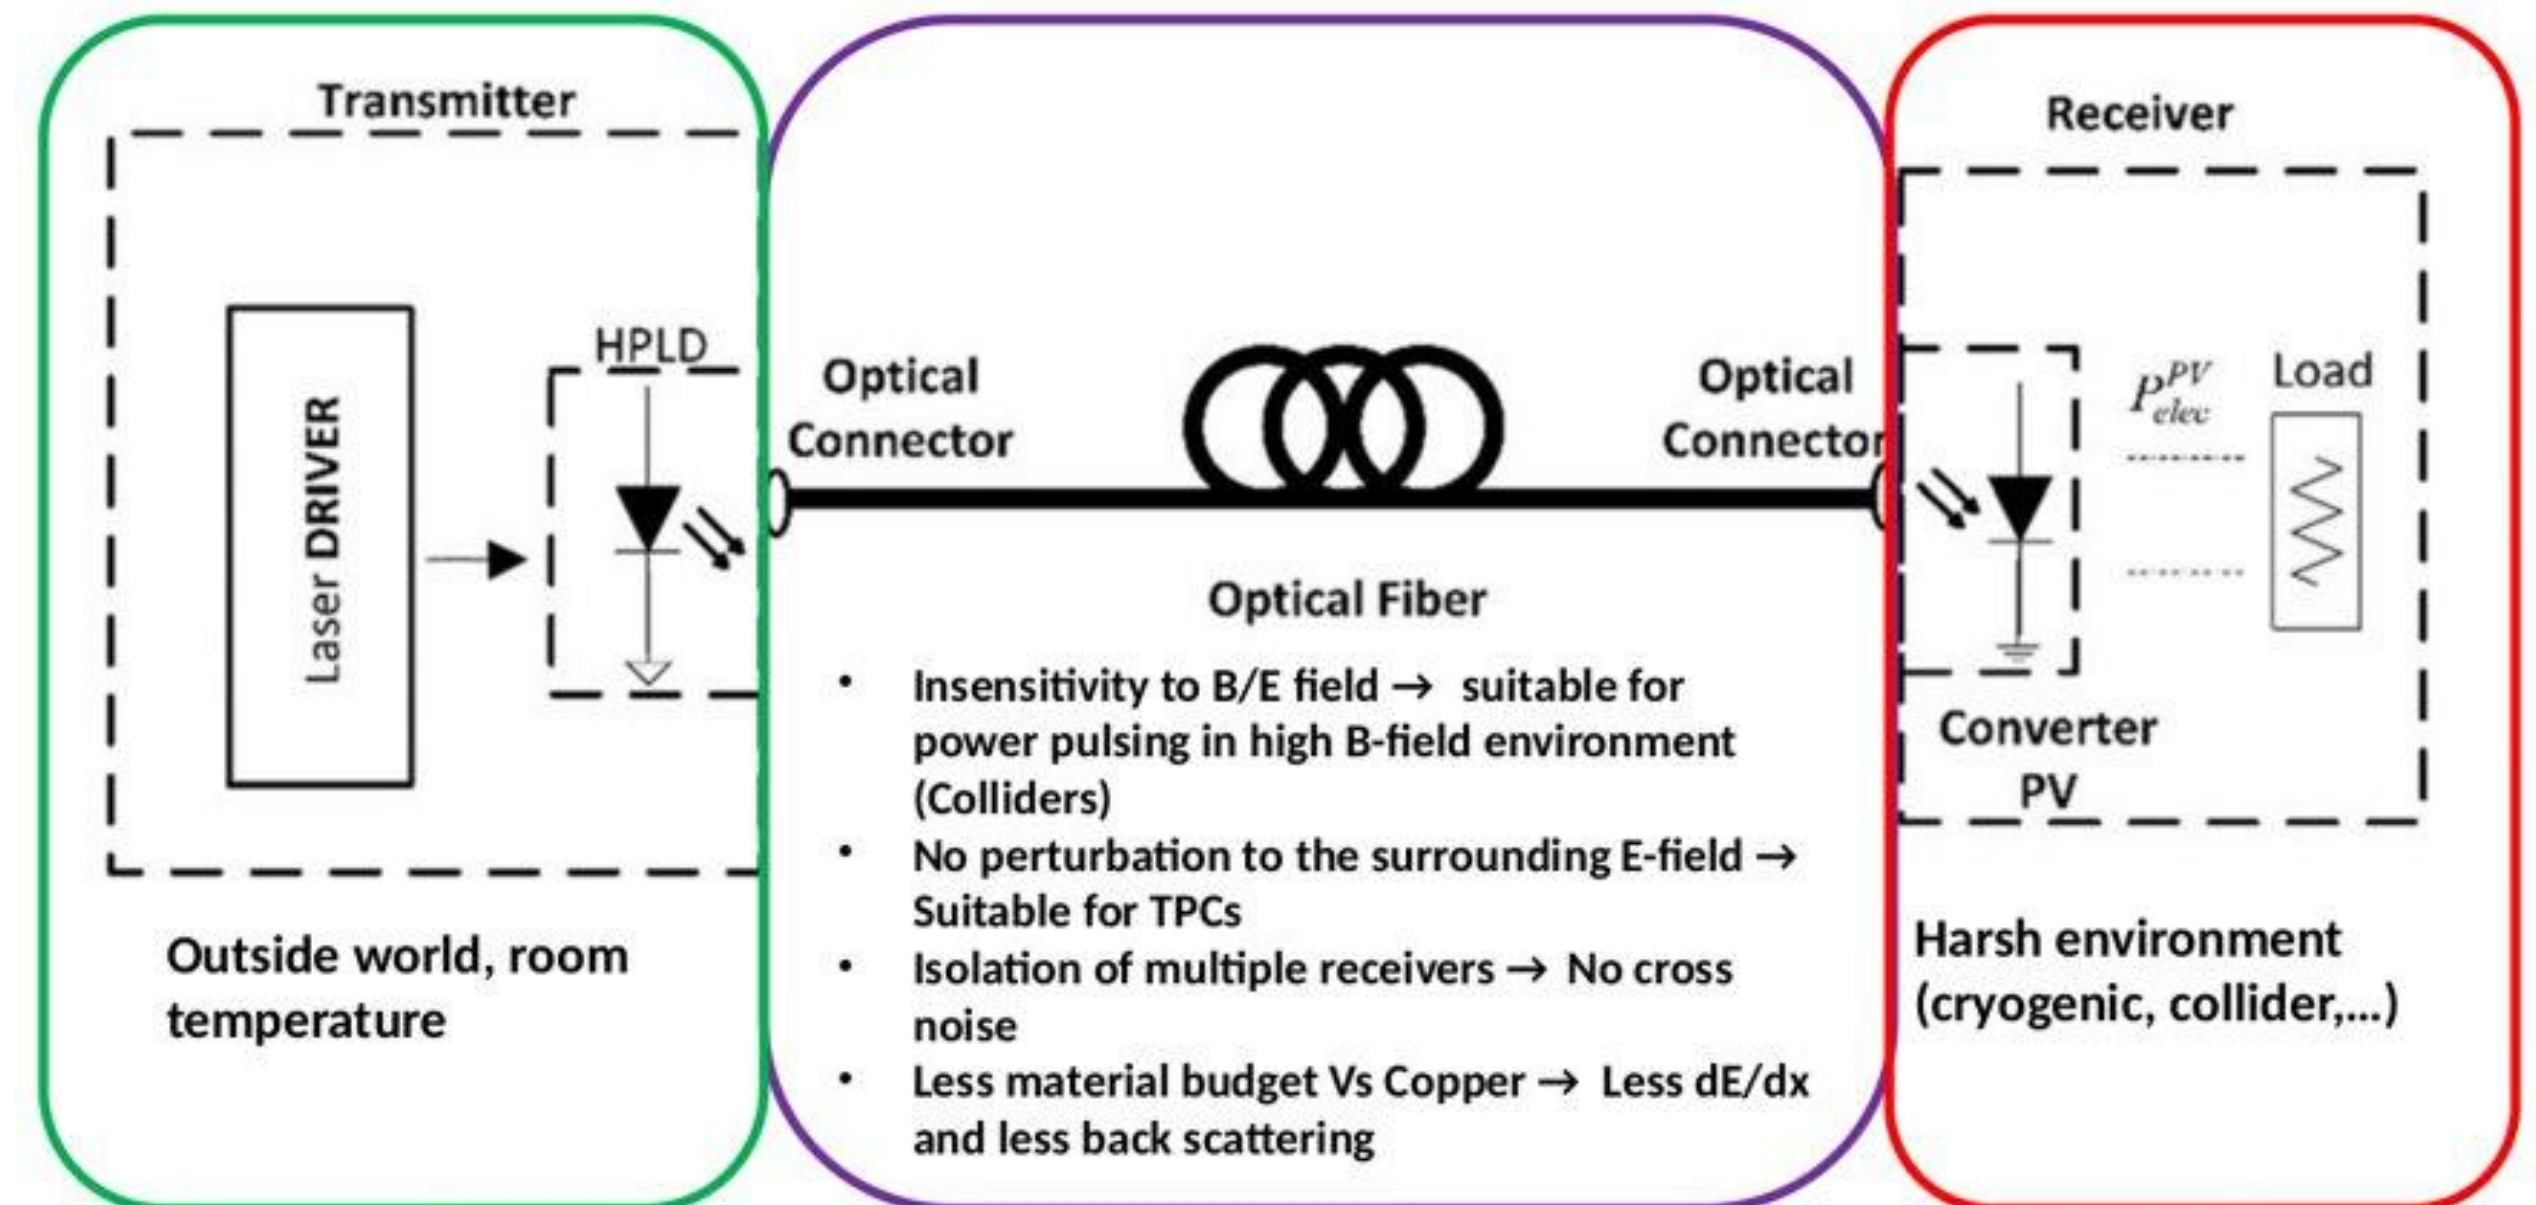 Transmitter
Laser DRIVER
HPLD
Optical
Connector
Optical
Connector
Optical Fiber
• Insensitivity to B/E field → suitable for
power pulsing in high B-field environment
(Colliders)
• No perturbation to the surrounding E-field →
Suitable for TPCs
• Isolation of multiple receivers → No cross
noise
• Less material budget Vs Copper → Less dE/dx
and less back scattering
Receiver
P_elec^PV
Load
Converter
PV
Outside world, room
temperature
Harsh environment
(cryogenic, collider,...)